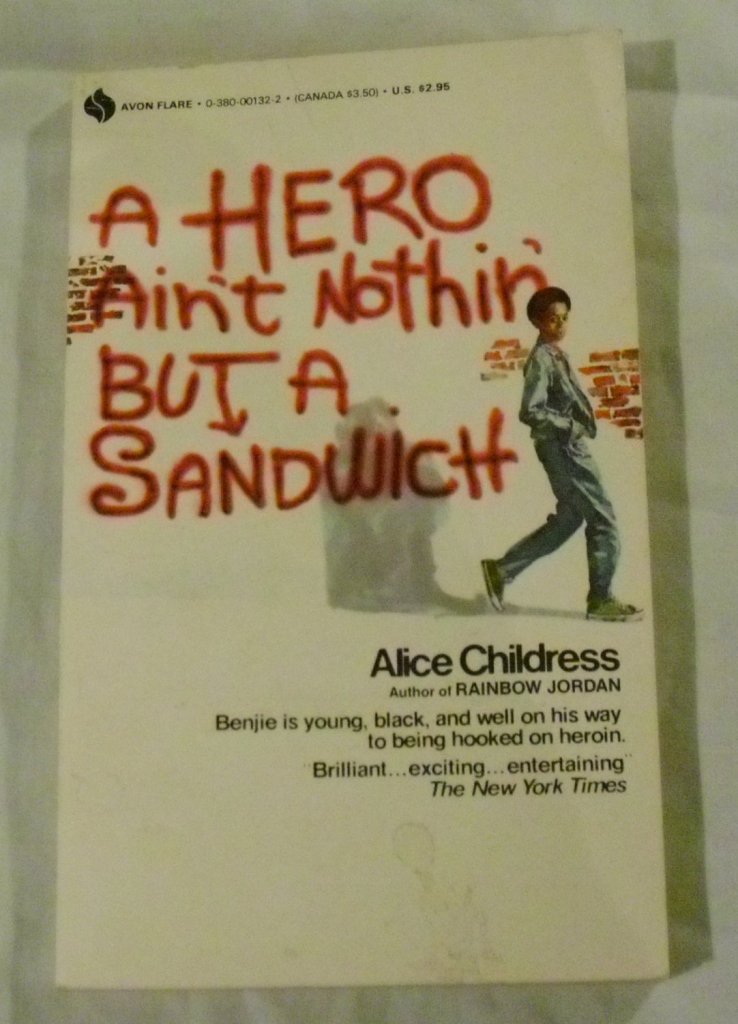 AVON FLARE • 0-380-00132-2 • (CANADA $3.50) • U.S. $2.95
A HERO
Ain't Nothin'
BUT A
SANDWICH
Alice Childress
Author of RAINBOW JORDAN
Benjie is young, black, and well on his way
to being hooked on heroin.
"Brilliant...exciting...entertaining"
The New York Times